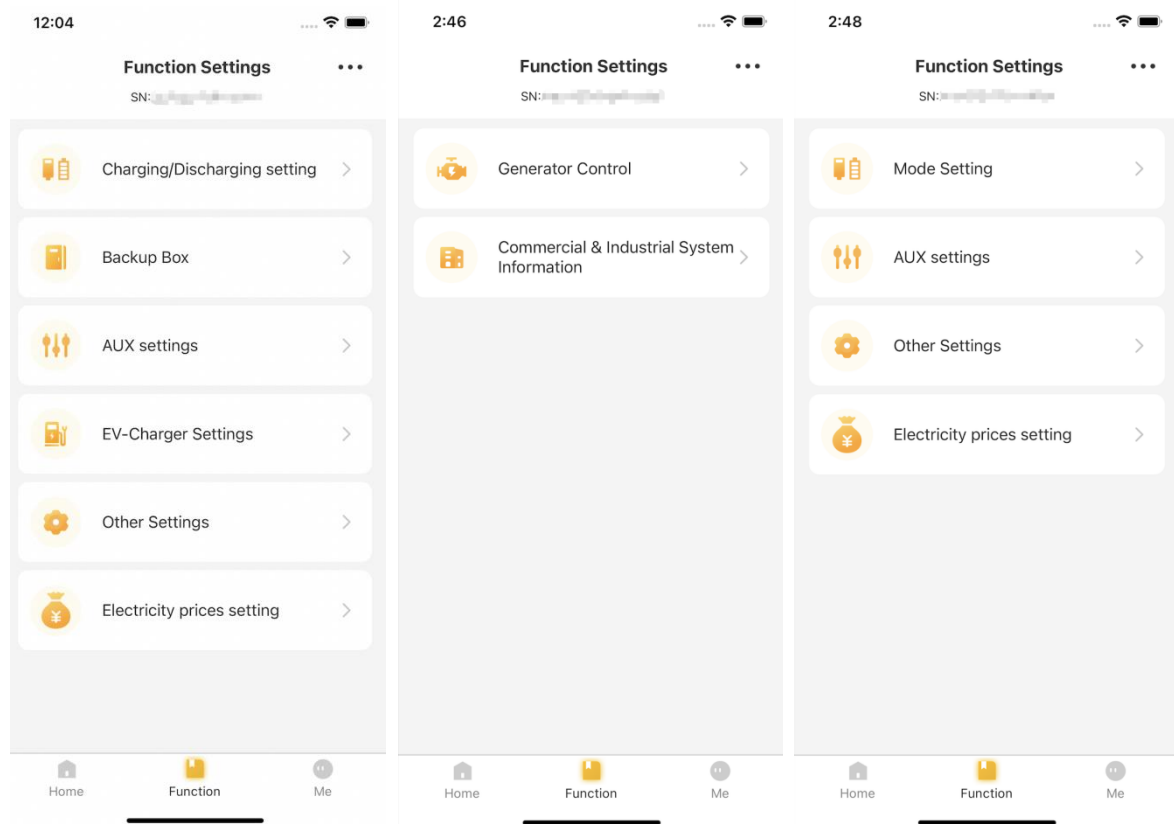 12:04
Function Settings
SN:
Charging/Discharging setting
Backup Box
AUX settings
EV-Charger Settings
Other Settings
¥
Electricity prices setting
Home
Function
Me
2:46
Function Settings
SN:
Generator Control
Commercial & Industrial System
Information
Home
Function
Me
2:48
Function Settings
SN:
Mode Setting
AUX settings
Other Settings
¥
Electricity prices setting
Home
Function
Me